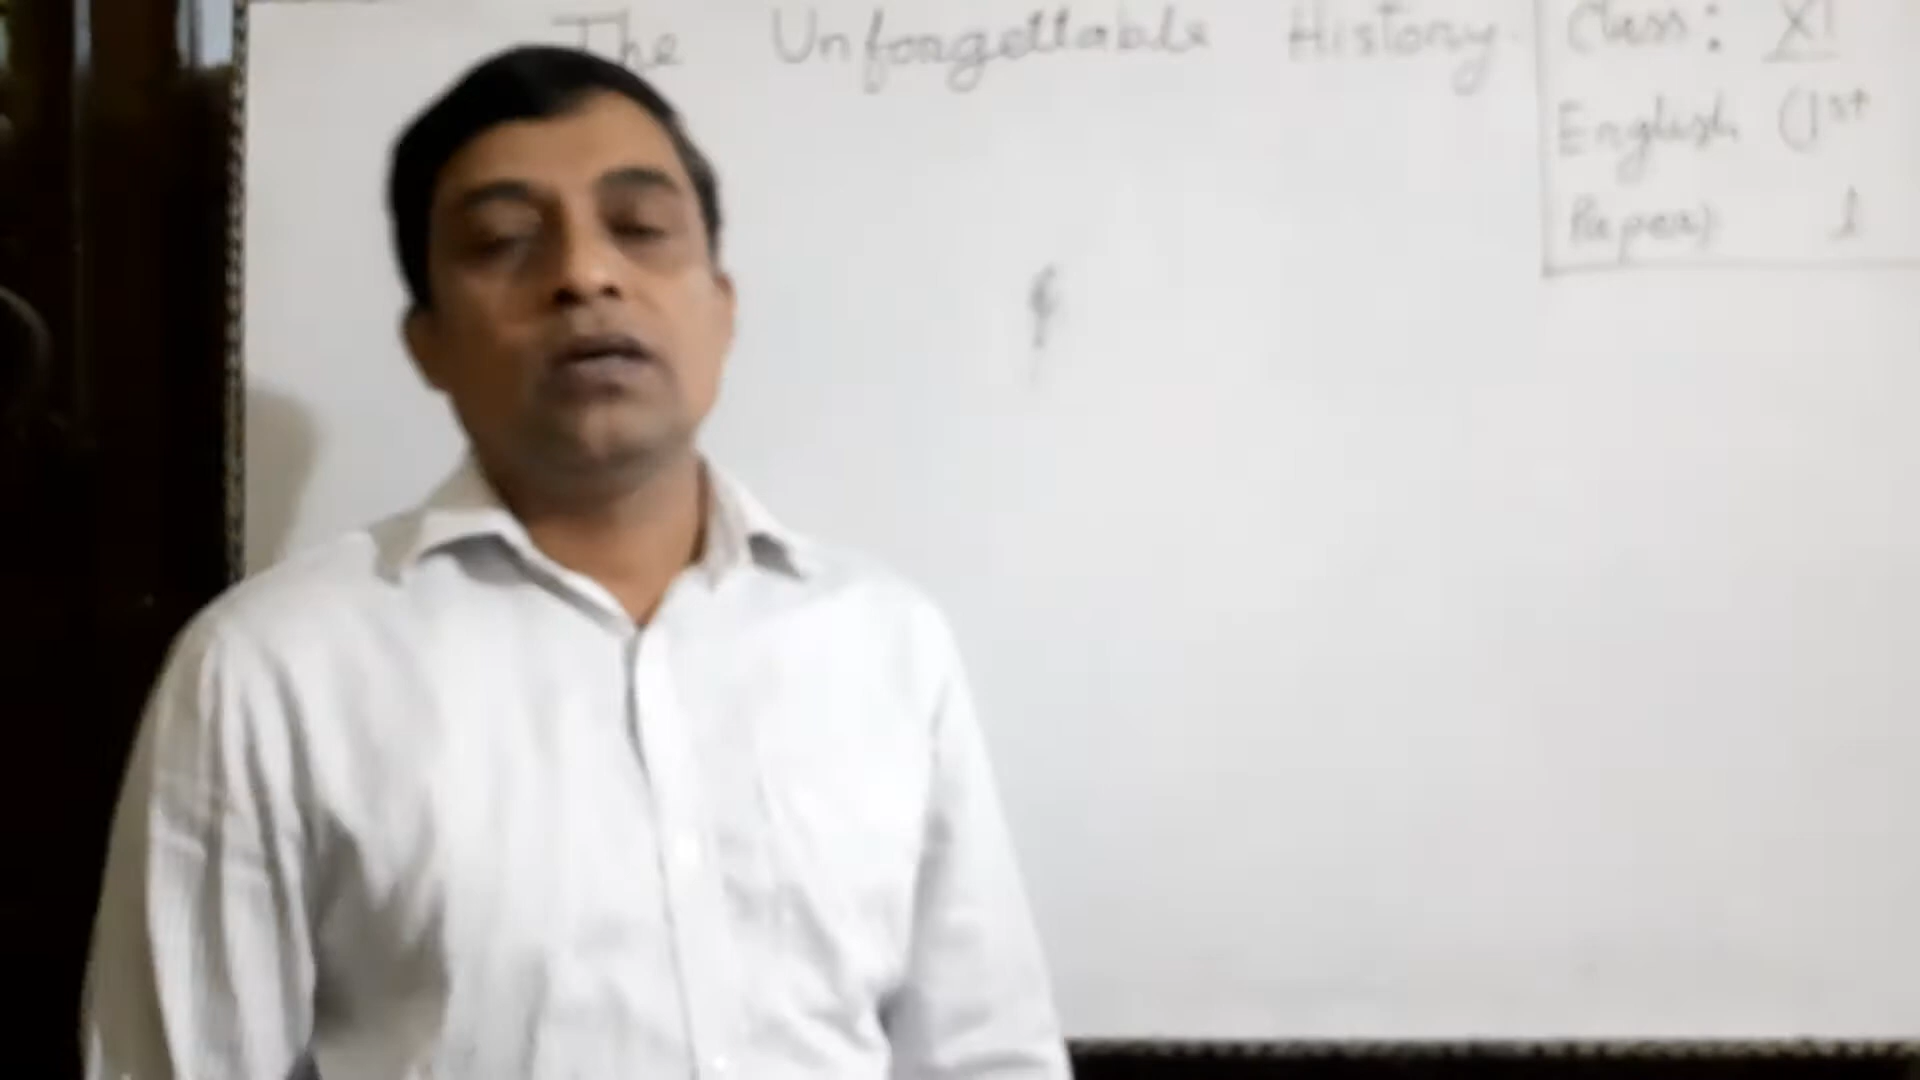 The Unforgettable History
Class: XI
English (1st
Paper)